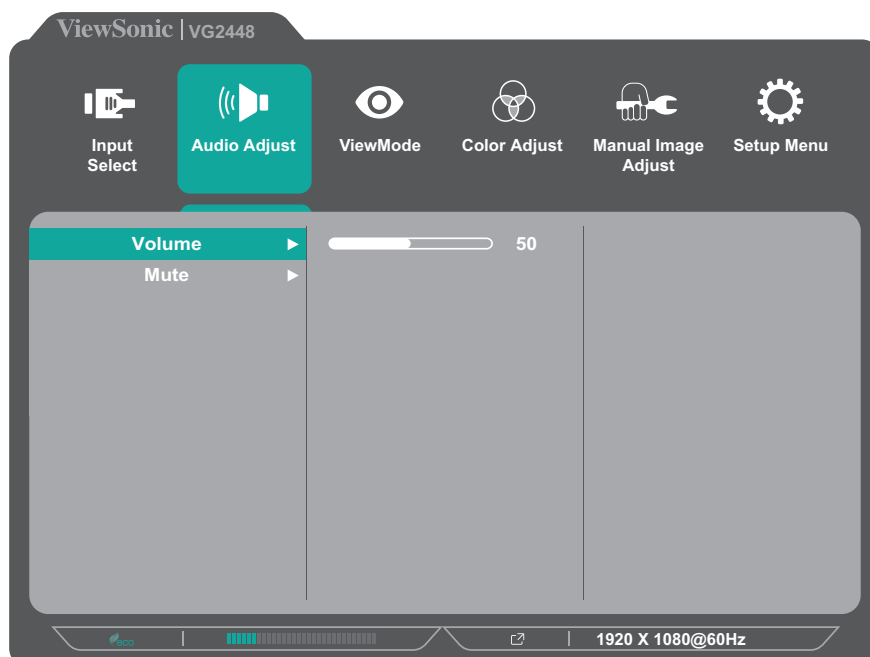 ViewSonic | VG2448
Input
Select
Audio Adjust
ViewMode
Color Adjust
Manual Image
Adjust
Setup Menu
Volume
50
Mute
eco
1920 X 1080@60Hz